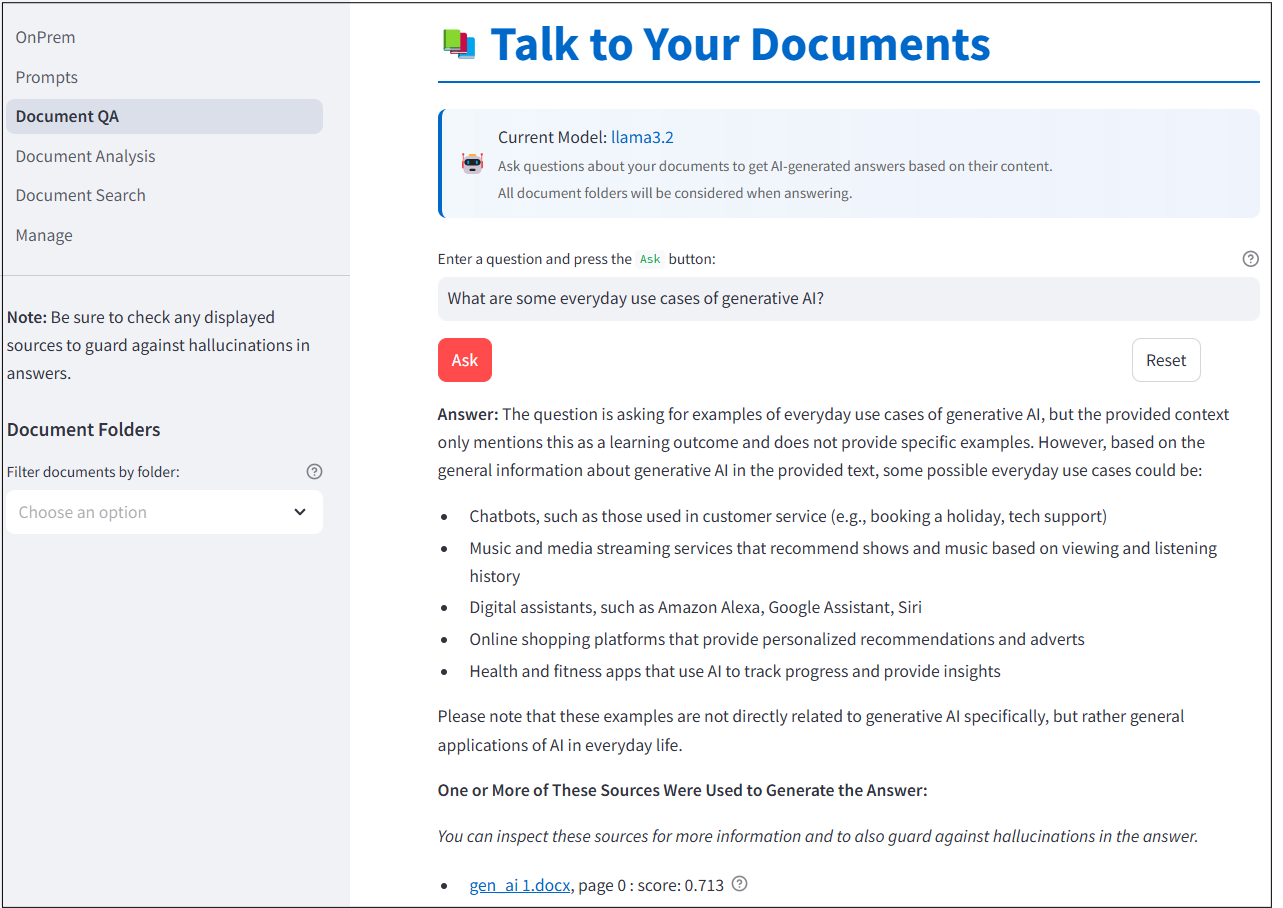 OnPrem
Prompts
Document QA
Document Analysis
Document Search
Manage
Note: Be sure to check any displayed
sources to guard against hallucinations in
answers.
Document Folders
Filter documents by folder:
Choose an option
Talk to Your Documents
Current Model: llama3.2
Ask questions about your documents to get AI-generated answers based on their content.
All document folders will be considered when answering.
Enter a question and press the Ask button:
What are some everyday use cases of generative AI?
Ask
Reset
Answer: The question is asking for examples of everyday use cases of generative AI, but the provided context
only mentions this as a learning outcome and does not provide specific examples. However, based on the
general information about generative AI in the provided text, some possible everyday use cases could be:
• Chatbots, such as those used in customer service (e.g., booking a holiday, tech support)
• Music and media streaming services that recommend shows and music based on viewing and listening
history
• Digital assistants, such as Amazon Alexa, Google Assistant, Siri
• Online shopping platforms that provide personalized recommendations and adverts
• Health and fitness apps that use AI to track progress and provide insights
Please note that these examples are not directly related to generative AI specifically, but rather general
applications of AI in everyday life.
One or More of These Sources Were Used to Generate the Answer:
You can inspect these sources for more information and to also guard against hallucinations in the answer.
• gen_ai 1.docx, page 0 : score: 0.713